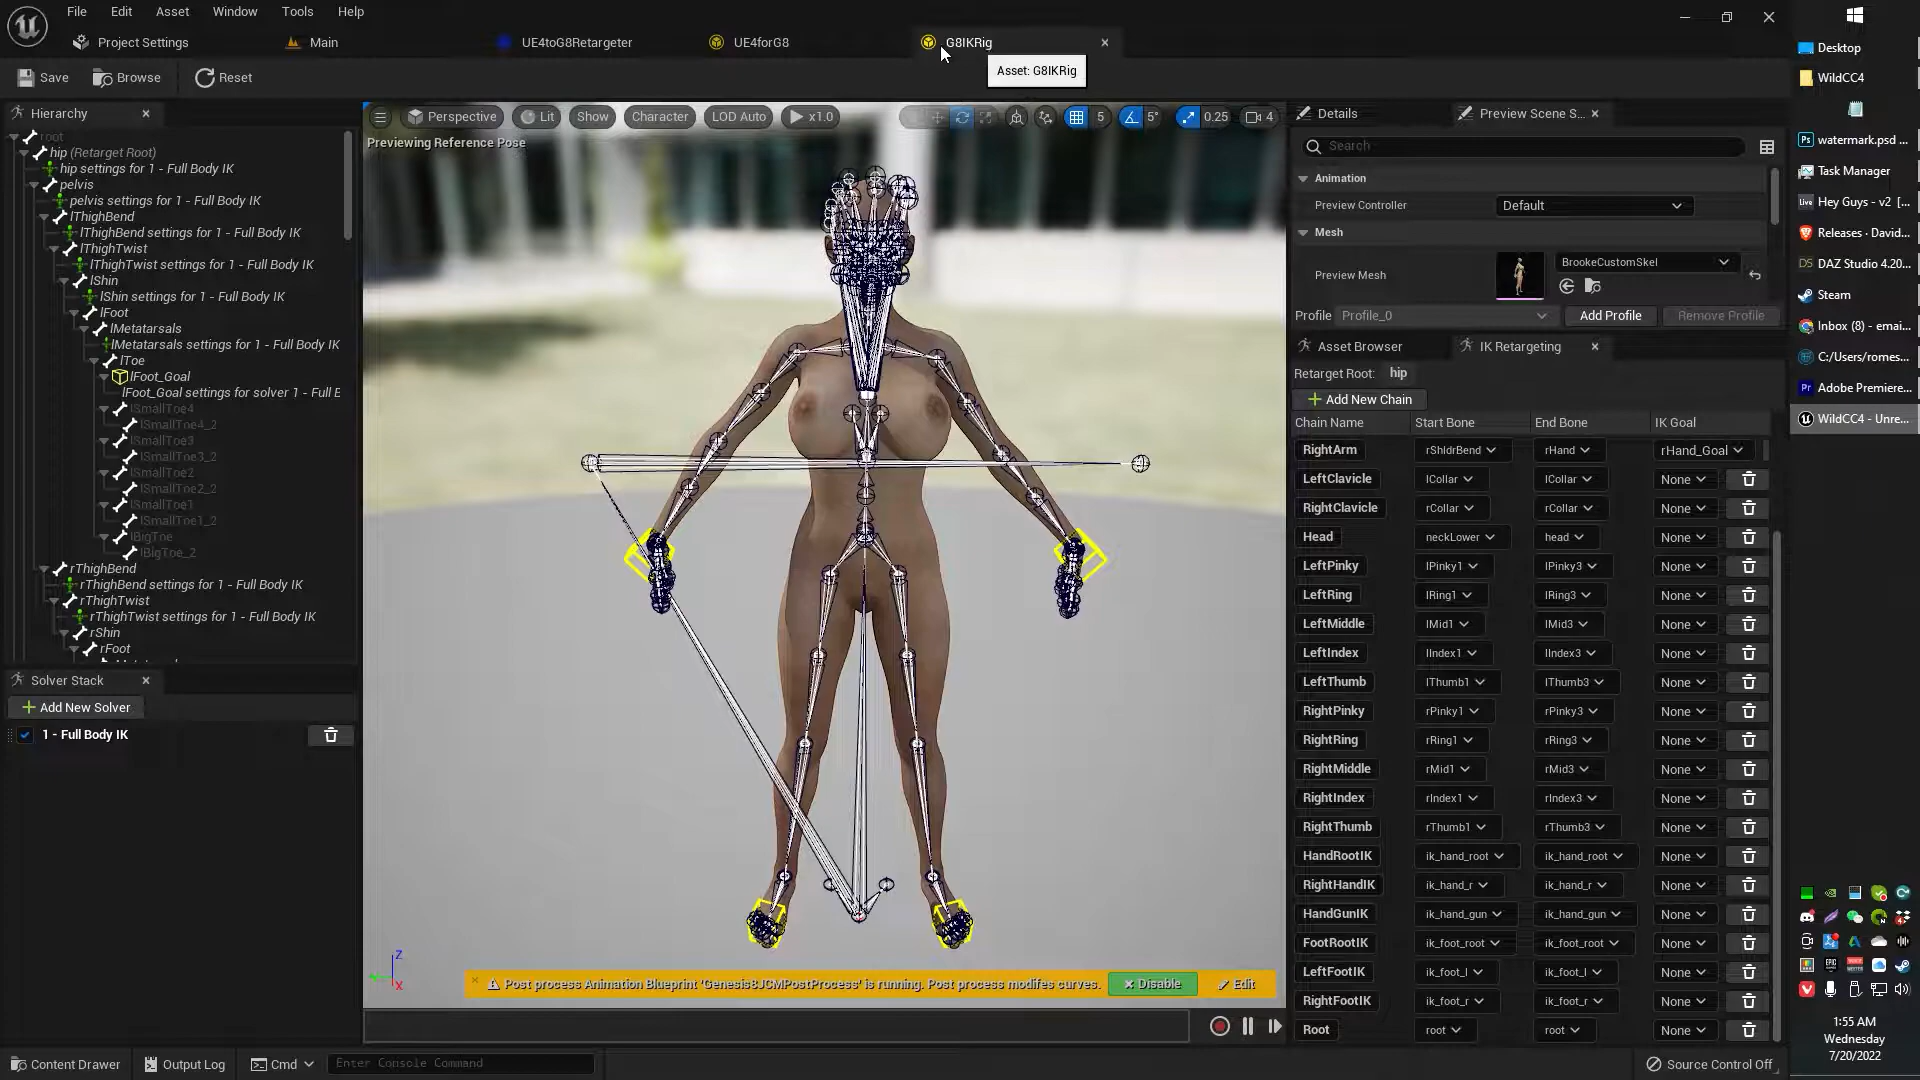 File Edit Asset Window Tools Help
Project Settings Main UE4toG8Retargeter UE4forG8 G8IKRig
Save Browse Reset
Asset: G8IKRig
Hierarchy
root
hip (Retarget Root)
hip settings for 1 - Full Body IK
pelvis
pelvis settings for 1 - Full Body IK
lThighBend
lThighBend settings for 1 - Full Body IK
lThighTwist
lThighTwist settings for 1 - Full Body IK
lShin
lShin settings for 1 - Full Body IK
lFoot
lMetatarsals
lMetatarsals settings for 1 - Full Body IK
lToe
lFoot_Goal
lFoot_Goal settings for solver 1 - Full B
lSmallToe4
lSmallToe4_2
lSmallToe3
lSmallToe3_2
lSmallToe2
lSmallToe2_2
lSmallToe1
lSmallToe1_2
lBigToe
lBigToe_2
rThighBend
rThighBend settings for 1 - Full Body IK
rThighTwist
rThighTwist settings for 1 - Full Body IK
rShin
rFoot
Solver Stack
Add New Solver
1 - Full Body IK
Perspective Lit Show Character LOD Auto x1.0 5 5° 0.25 4
Previewing Reference Pose
Z
X
Post process Animation Blueprint 'Genesis8JCMPostProcess' is running. Post process modifes curves. Disable Edit
Details Preview Scene S...
Search
Animation
Preview Controller Default
Mesh
Preview Mesh BrookeCustomSkel
Profile Profile_0 Add Profile Remove Profile
Asset Browser IK Retargeting
Retarget Root: hip
Add New Chain
Chain Name Start Bone End Bone IK Goal
RightArm rShldrBend rHand rHand_Goal
LeftClavicle lCollar lCollar None
RightClavicle rCollar rCollar None
Head neckLower head None
LeftPinky lPinky1 lPinky3 None
LeftRing lRing1 lRing3 None
LeftMiddle lMid1 lMid3 None
LeftIndex lIndex1 lIndex3 None
LeftThumb lThumb1 lThumb3 None
RightPinky rPinky1 rPinky3 None
RightRing rRing1 rRing3 None
RightMiddle rMid1 rMid3 None
RightIndex rIndex1 rIndex3 None
RightThumb rThumb1 rThumb3 None
HandRootIK ik_hand_root ik_hand_root None
RightHandIK ik_hand_r ik_hand_r None
HandGunIK ik_hand_gun ik_hand_gun None
FootRootIK ik_foot_root ik_foot_root None
LeftFootIK ik_foot_l ik_foot_l None
RightFootIK ik_foot_r ik_foot_r None
Root root root None
Content Drawer Output Log Cmd Enter Console Command Source Control Off
Desktop
WildCC4
watermark.psd ...
Task Manager
Hey Guys - v2 [...
Releases · David...
DAZ Studio 4.20...
Steam
Inbox (8) - emai...
C:/Users/romes...
Adobe Premiere...
WildCC4 - Unre...
1:55 AM
Wednesday
7/20/2022